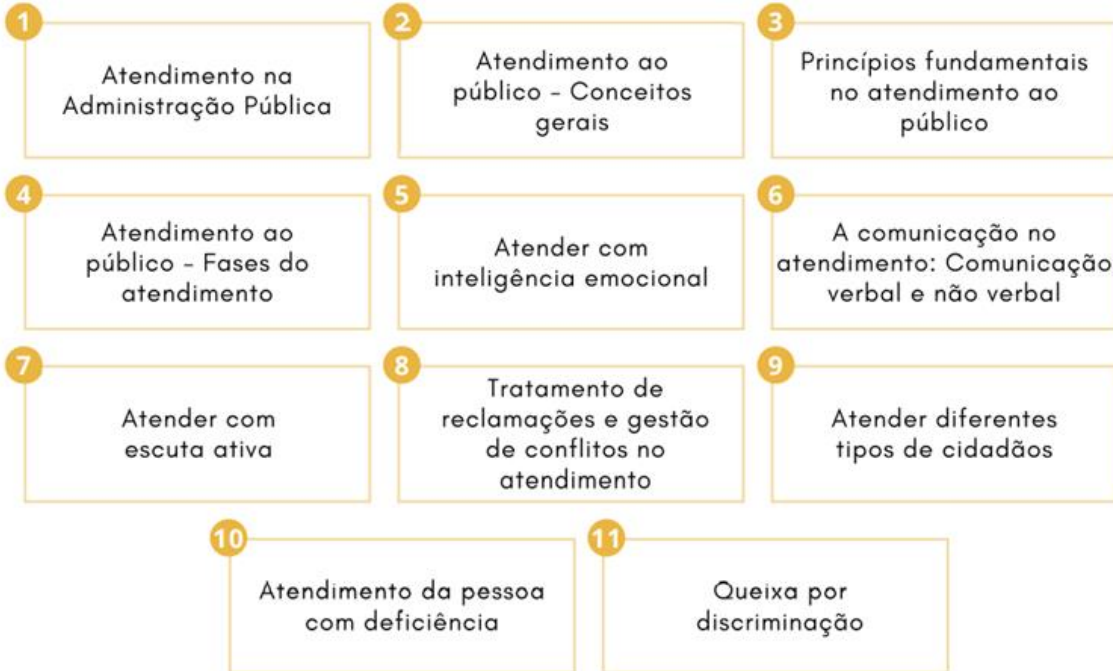 1
Atendimento na
Administração Pública
2
Atendimento ao
público - Conceitos
gerais
3
Princípios fundamentais
no atendimento ao
público
4
Atendimento ao
público - Fases do
atendimento
5
Atender com
inteligência emocional
6
A comunicação no
atendimento: Comunicação
verbal e não verbal
7
Atender com
escuta ativa
8
Tratamento de
reclamações e gestão
de conflitos no
atendimento
9
Atender diferentes
tipos de cidadãos
10
Atendimento da pessoa
com deficiência
11
Queixa por
discriminação